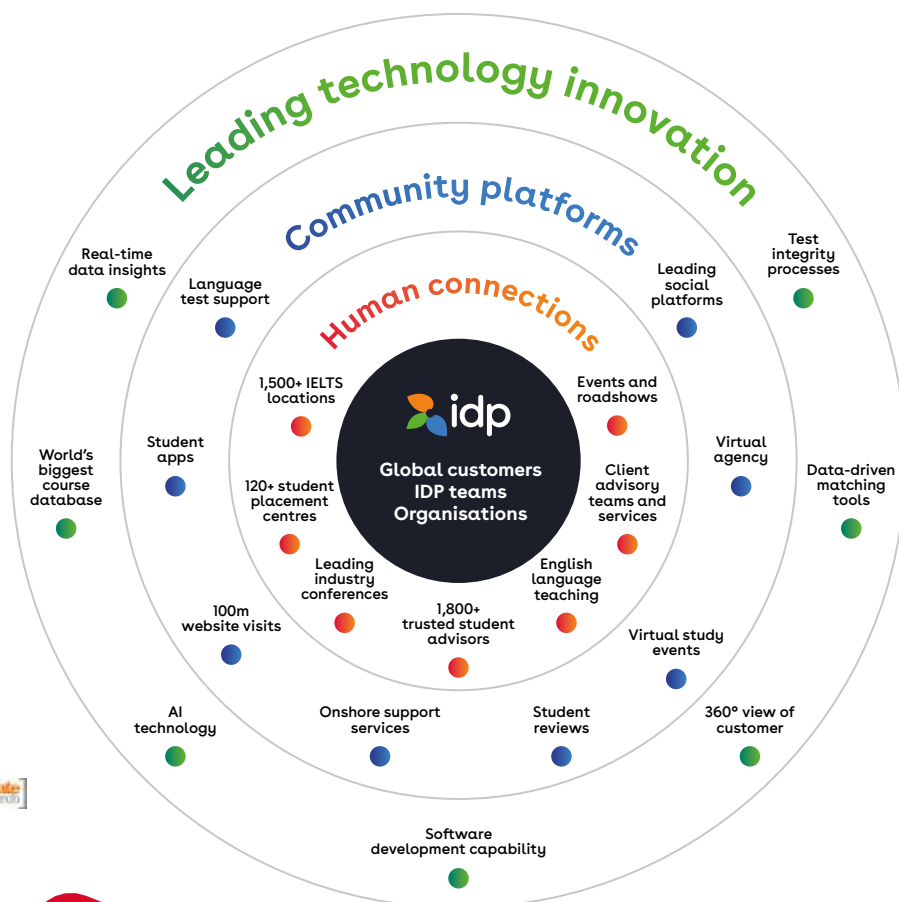 Leading technology innovation
Community platforms
Human connections
Real-time
data insights
Language
test support
Leading
social
platforms
Test
integrity
processes
1,500+ IELTS
locations
Events and
roadshows
idp
Global customers
IDP teams
Organisations
World's
biggest
course
database
Student
apps
120+ student
placement
centres
Client
advisory
teams and
services
Virtual
agency
Data-driven
matching
tools
Leading
industry
conferences
English
language
teaching
1,800+
trusted student
advisors
100m
website visits
Virtual study
events
AI
technology
Onshore support
services
Student
reviews
360° view of
customer
Software
development capability